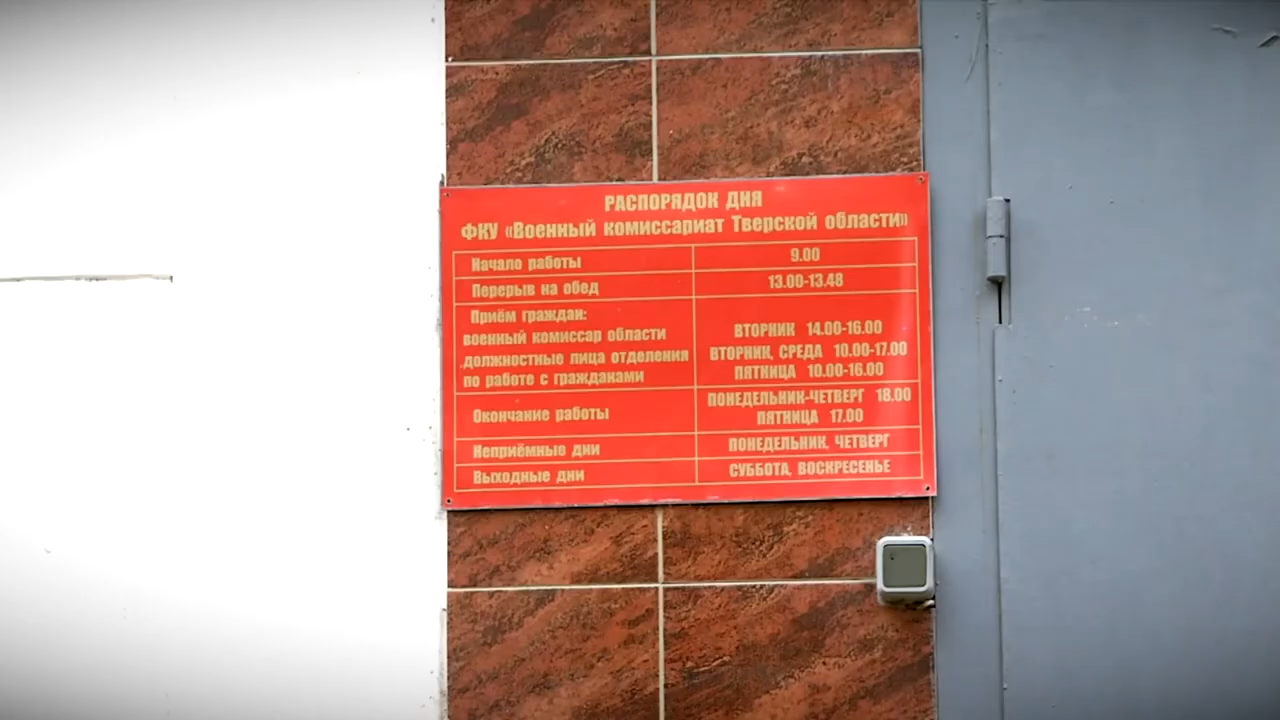 РАСПОРЯДОК ДНЯ
ФКУ «Военный комиссариат Тверской области»
Начало работы 9.00
Перерыв на обед 13.00-13.48
Приём граждан:
военный комиссар области ВТОРНИК 14.00-16.00
должностные лица отделения ВТОРНИК, СРЕДА 10.00-17.00
по работе с гражданами ПЯТНИЦА 10.00-16.00
Окончание работы ПОНЕДЕЛЬНИК-ЧЕТВЕРГ 18.00
ПЯТНИЦА 17.00
Неприёмные дни ПОНЕДЕЛЬНИК, ЧЕТВЕРГ
Выходные дни СУББОТА, ВОСКРЕСЕНЬЕ